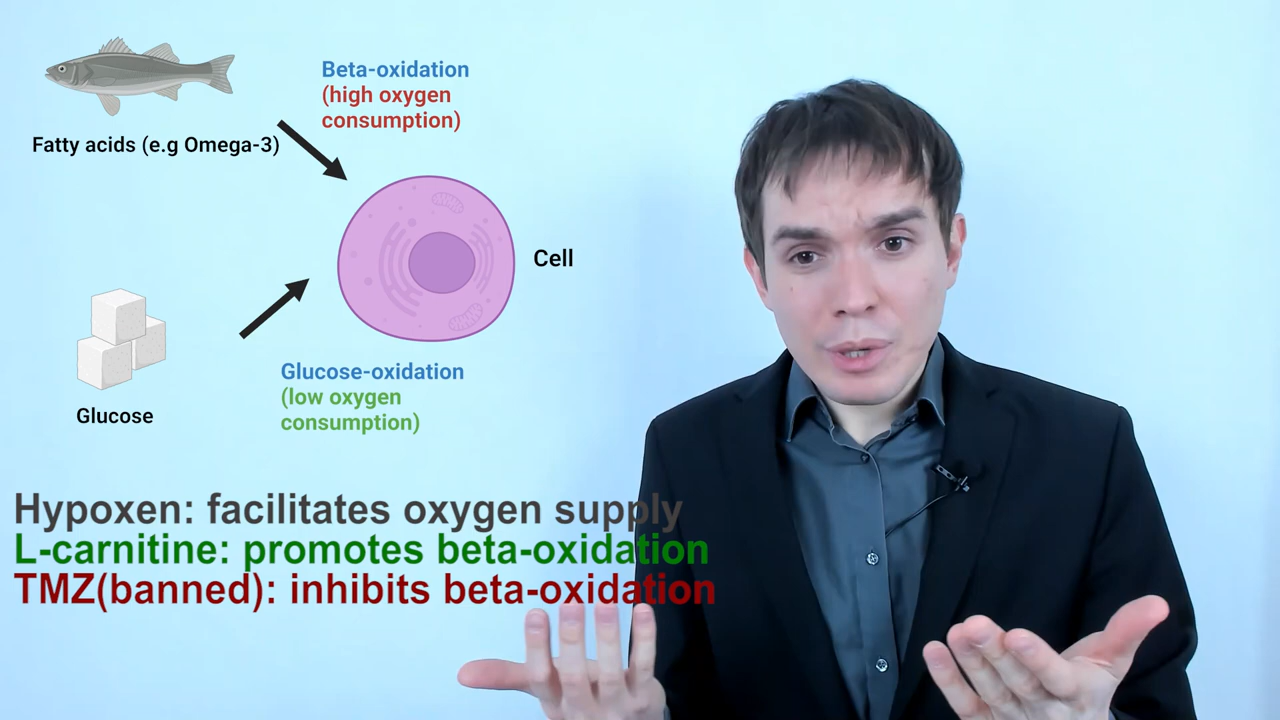 Beta-oxidation
(high oxygen
consumption)
Fatty acids (e.g Omega-3)
Cell
Glucose-oxidation
(low oxygen
consumption)
Glucose
Hypoxen: facilitates oxygen supply
L-carnitine: promotes beta-oxidation
TMZ(banned): inhibits beta-oxidation